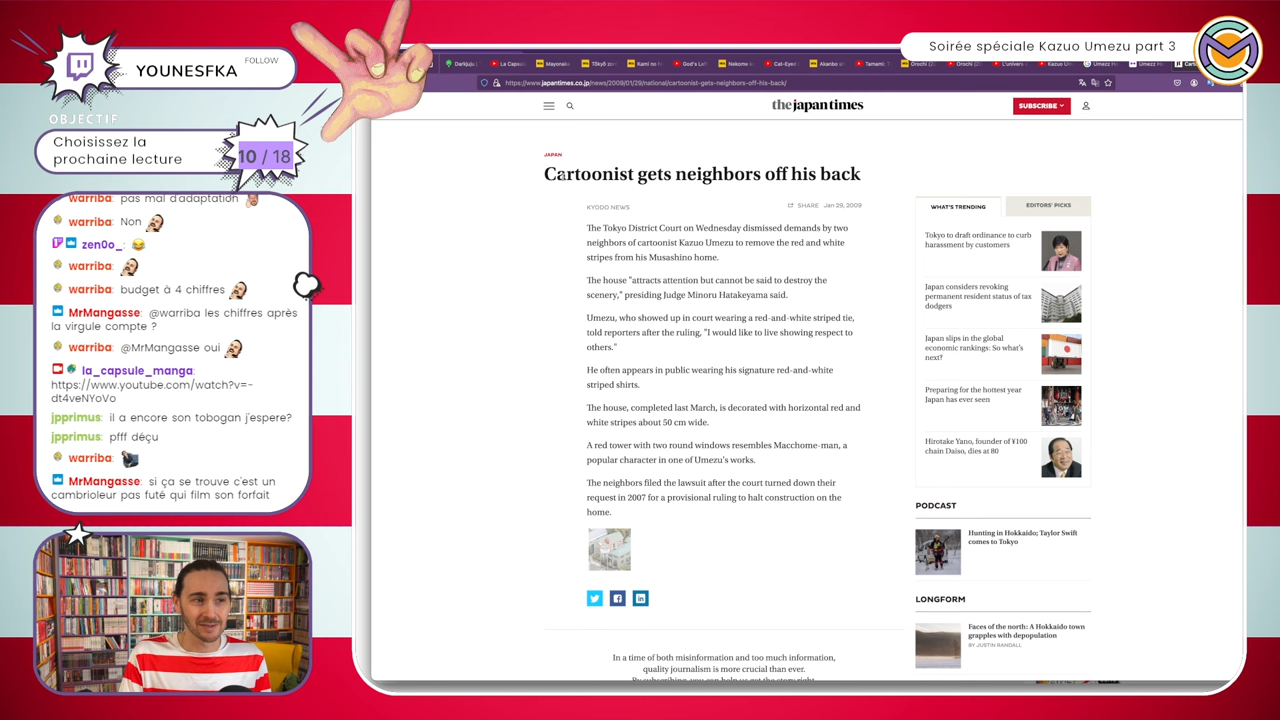 FOLLOW
YOUNESFKA
OBJECTIF
Choisissez la
prochaine lecture
10 / 18
warriba: pas mal d'adaptation
warriba: Non
zen0o_:
warriba:
warriba: budget à 4 chiffres
MrMangasse: @warriba les chiffres après
la virgule compte ?
warriba: @MrMangasse oui
la_capsule_manga:
https://www.youtube.com/watch?v=-
dt4veNYoVo
jpprimus: il a encore son tobogan j'espere?
jpprimus: pfff déçu
warriba:
MrMangasse: si ça se trouve c'est un
cambrioleur pas futé qui film son forfait
Soirée spéciale Kazuo Umezu part 3
https://www.japantimes.co.jp/news/2009/01/29/national/cartoonist-gets-neighbors-off-his-back/
the japan times
SUBSCRIBE
JAPAN
Cartoonist gets neighbors off his back
KYODO NEWS
SHARE Jan 29, 2009
The Tokyo District Court on Wednesday dismissed demands by two
neighbors of cartoonist Kazuo Umezu to remove the red and white
stripes from his Musashino home.
The house "attracts attention but cannot be said to destroy the
scenery," presiding Judge Minoru Hatakeyama said.
Umezu, who showed up in court wearing a red-and-white striped tie,
told reporters after the ruling, "I would like to live showing respect to
others."
He often appears in public wearing his signature red-and-white
striped shirts.
The house, completed last March, is decorated with horizontal red and
white stripes about 50 cm wide.
A red tower with two round windows resembles Macchome-man, a
popular character in one of Umezu's works.
The neighbors filed the lawsuit after the court turned down their
request in 2007 for a provisional ruling to halt construction on the
home.
In a time of both misinformation and too much information,
quality journalism is more crucial than ever.
WHAT'S TRENDING
EDITORS' PICKS
Tokyo to draft ordinance to curb
harassment by customers
Japan considers revoking
permanent resident status of tax
dodgers
Japan slips in the global
economic rankings: So what's
next?
Preparing for the hottest year
Japan has ever seen
Hirotake Yano, founder of ¥100
chain Daiso, dies at 80
PODCAST
Hunting in Hokkaido; Taylor Swift
comes to Tokyo
LONGFORM
Faces of the north: A Hokkaido town
grapples with depopulation
BY JUSTIN RANDALL